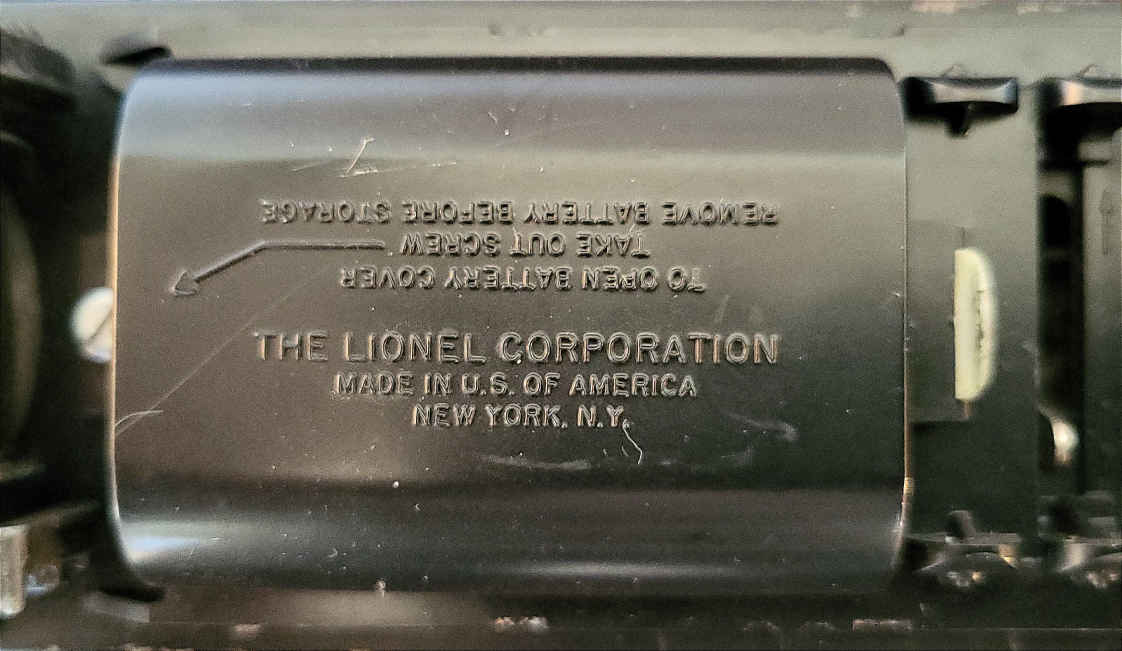 TO OPEN BATTERY COVER
TAKE OUT SCREW
REMOVE BATTERY BEFORE STORAGE
THE LIONEL CORPORATION
MADE IN U.S. OF AMERICA
NEW YORK, N.Y.